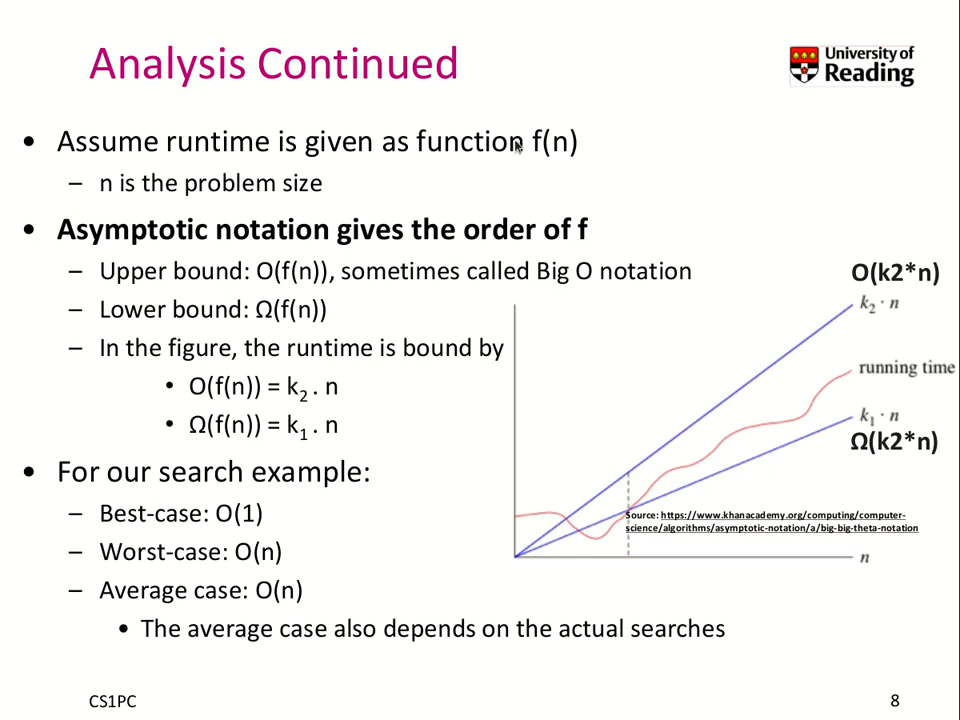 Analysis Continued
University of
Reading
• Assume runtime is given as function f(n)
– n is the problem size
• Asymptotic notation gives the order of f
– Upper bound: O(f(n)), sometimes called Big O notation
– Lower bound: Ω(f(n))
– In the figure, the runtime is bound by
• O(f(n)) = k₂ . n
• Ω(f(n)) = k₁ . n
• For our search example:
– Best-case: O(1)
– Worst-case: O(n)
– Average case: O(n)
• The average case also depends on the actual searches
O(k2*n)
k₂ · n
running time
k₁ · n
Ω(k2*n)
Source: https://www.khanacademy.org/computing/computer-
science/algorithms/asymptotic-notation/a/big-big-theta-notation
n
CS1PC
8